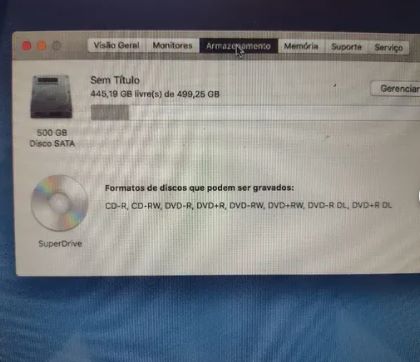 Visão Geral Monitores Armazenamento Memória Suporte Serviço
Sem Título
445,19 GB livre(s) de 499,25 GB
Gerenciar
500 GB
Disco SATA
Formatos de discos que podem ser gravados:
CD-R, CD-RW, DVD-R, DVD+R, DVD-RW, DVD+RW, DVD-R DL, DVD+R DL
SuperDrive